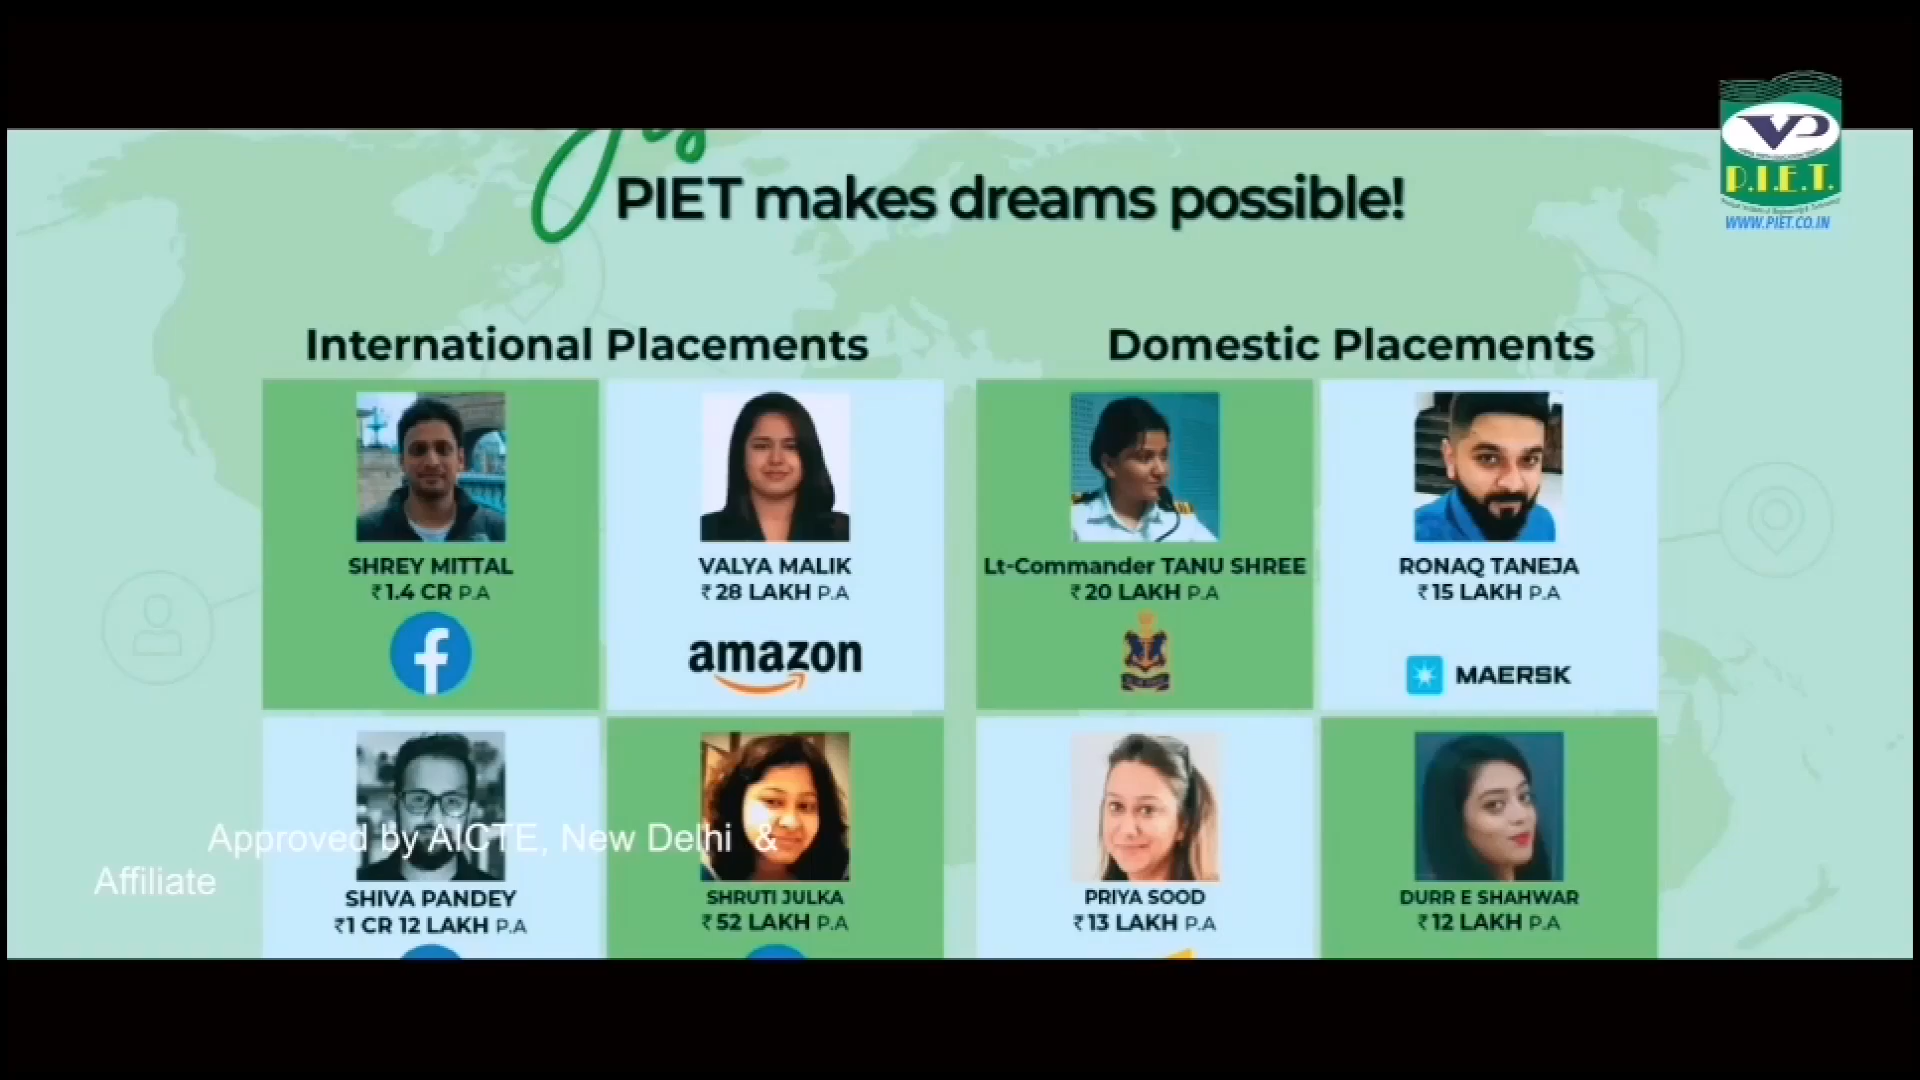 PIET makes dreams possible!
P.I.E.T.
WWW.PIET.CO.IN
International Placements
Domestic Placements
SHREY MITTAL
₹1.4 CR P.A
VALYA MALIK
₹28 LAKH P.A
amazon
Lt-Commander TANU SHREE
₹20 LAKH P.A
RONAQ TANEJA
₹15 LAKH P.A
MAERSK
Approved by AICTE, New Delhi &
Affiliate
SHIVA PANDEY
₹1 CR 12 LAKH P.A
SHRUTI JULKA
₹52 LAKH P.A
PRIYA SOOD
₹13 LAKH P.A
DURR E SHAHWAR
₹12 LAKH P.A